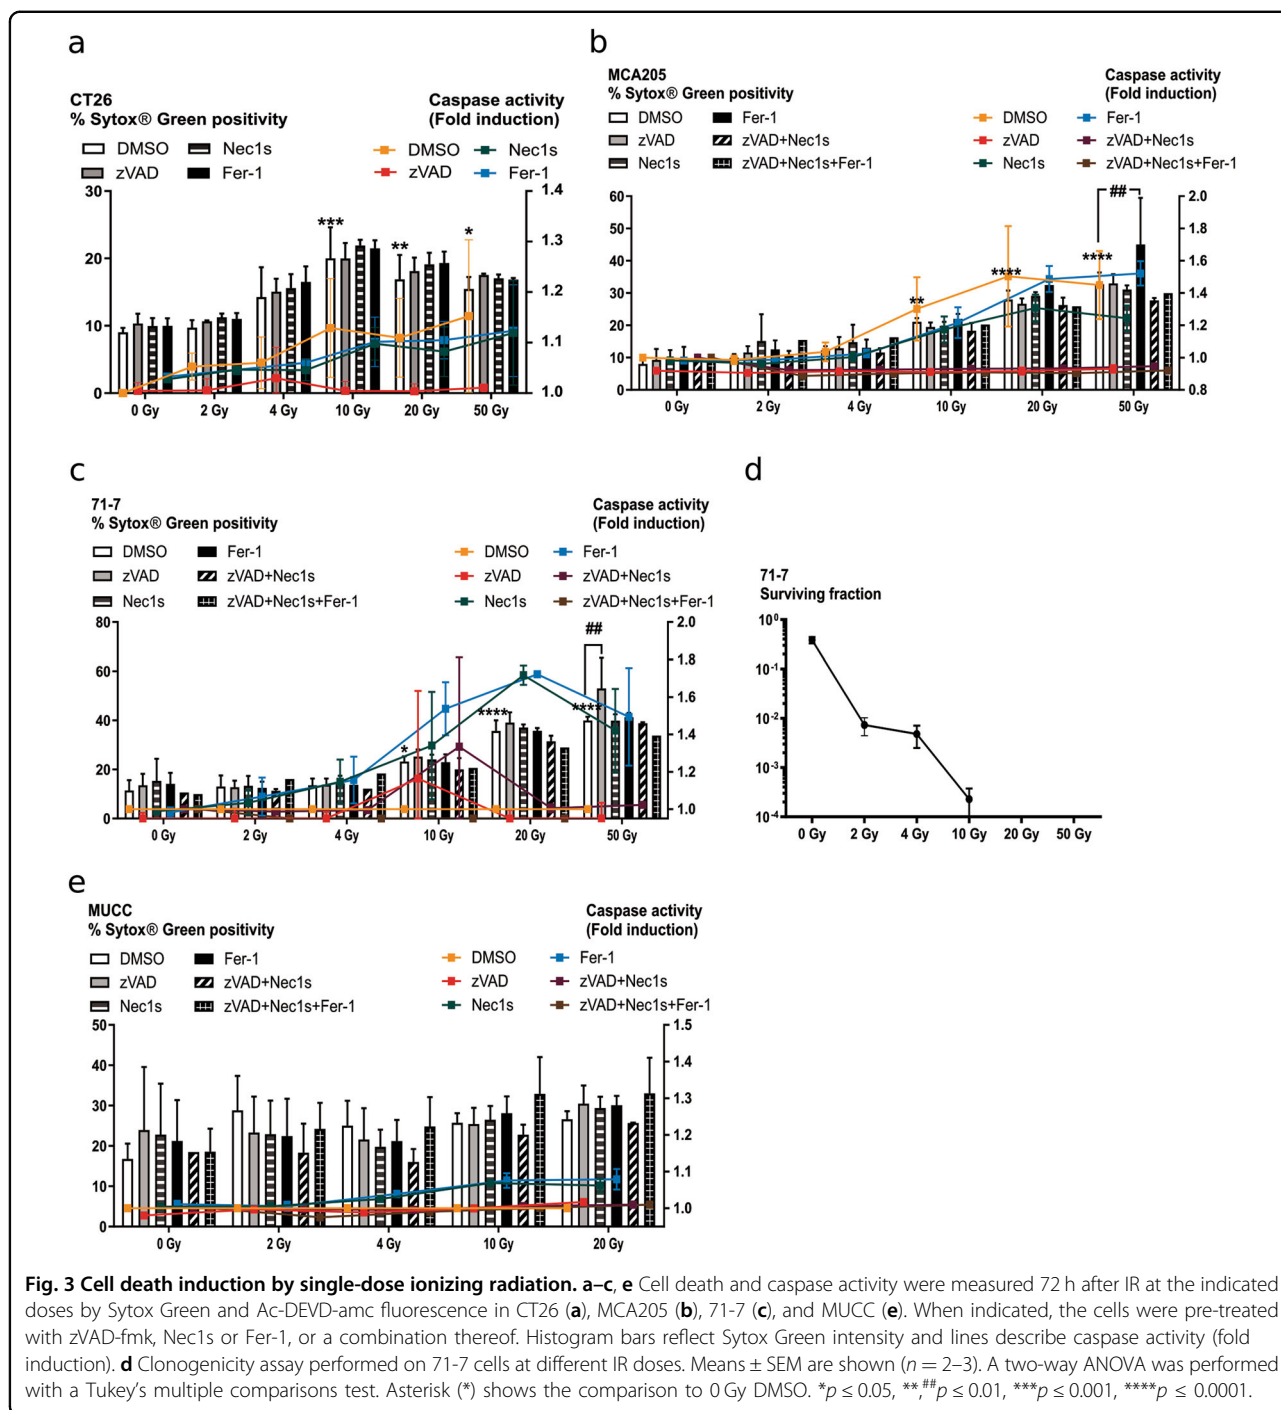 a
CT26
% Sytox® Green positivity
Caspase activity
(Fold induction)
DMSO
Nec1s
zVAD
Fer-1
DMSO
Nec1s
zVAD
Fer-1
30
20
10
0
1.4
1.3
1.2
1.1
1.0
***
**
*
0 Gy
2 Gy
4 Gy
10 Gy
20 Gy
50 Gy
b
MCA205
% Sytox® Green positivity
Caspase activity
(Fold induction)
DMSO
Fer-1
zVAD
zVAD+Nec1s
Nec1s
zVAD+Nec1s+Fer-1
DMSO
Fer-1
zVAD
zVAD+Nec1s
Nec1s
zVAD+Nec1s+Fer-1
60
50
40
30
20
10
0
2.0
1.8
1.6
1.4
1.2
1.0
0.8
**
****
****
##
0 Gy
2 Gy
4 Gy
10 Gy
20 Gy
50 Gy
c
71-7
% Sytox® Green positivity
Caspase activity
(Fold induction)
DMSO
Fer-1
zVAD
zVAD+Nec1s
Nec1s
zVAD+Nec1s+Fer-1
DMSO
Fer-1
zVAD
zVAD+Nec1s
Nec1s
zVAD+Nec1s+Fer-1
80
60
40
20
0
2.0
1.8
1.6
1.4
1.2
1.0
*
****
****
##
0 Gy
2 Gy
4 Gy
10 Gy
20 Gy
50 Gy
d
71-7
Surviving fraction
10⁰
10⁻¹
10⁻²
10⁻³
10⁻⁴
0 Gy
2 Gy
4 Gy
10 Gy
20 Gy
50 Gy
e
MUCC
% Sytox® Green positivity
Caspase activity
(Fold induction)
DMSO
Fer-1
zVAD
zVAD+Nec1s
Nec1s
zVAD+Nec1s+Fer-1
DMSO
Fer-1
zVAD
zVAD+Nec1s
Nec1s
zVAD+Nec1s+Fer-1
50
40
30
20
10
0
1.5
1.4
1.3
1.2
1.1
1.0
0 Gy
2 Gy
4 Gy
10 Gy
20 Gy
Fig. 3 Cell death induction by single-dose ionizing radiation. a–c, e Cell death and caspase activity were measured 72 h after IR at the indicated
doses by Sytox Green and Ac-DEVD-amc fluorescence in CT26 (a), MCA205 (b), 71-7 (c), and MUCC (e). When indicated, the cells were pre-treated
with zVAD-fmk, Nec1s or Fer-1, or a combination thereof. Histogram bars reflect Sytox Green intensity and lines describe caspase activity (fold
induction). d Clonogenicity assay performed on 71-7 cells at different IR doses. Means ± SEM are shown (n = 2–3). A two-way ANOVA was performed
with a Tukey's multiple comparisons test. Asterisk (*) shows the comparison to 0 Gy DMSO. *p ≤ 0.05, **,##p ≤ 0.01, ***p ≤ 0.001, ****p ≤ 0.0001.